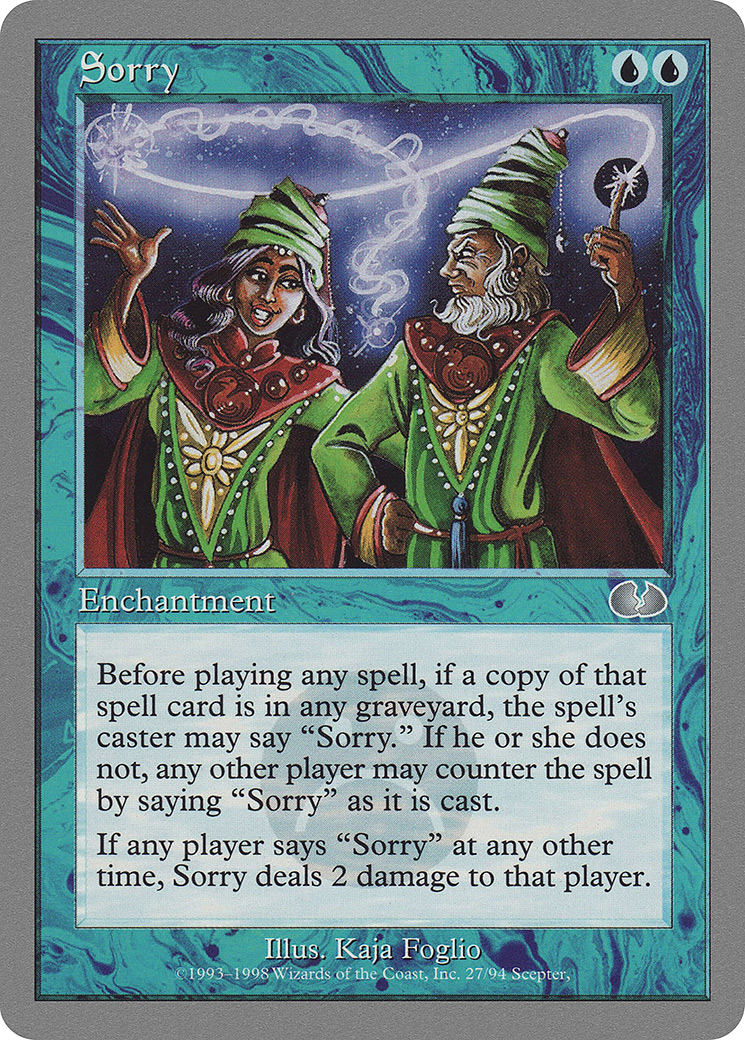 Sorry
Enchantment
Before playing any spell, if a copy of that
spell card is in any graveyard, the spell's
caster may say “Sorry.” If he or she does
not, any other player may counter the spell
by saying “Sorry” as it is cast.
If any player says “Sorry” at any other
time, Sorry deals 2 damage to that player.
Illus. Kaja Foglio
©1993–1998 Wizards of the Coast, Inc. 27/94 Scepter,